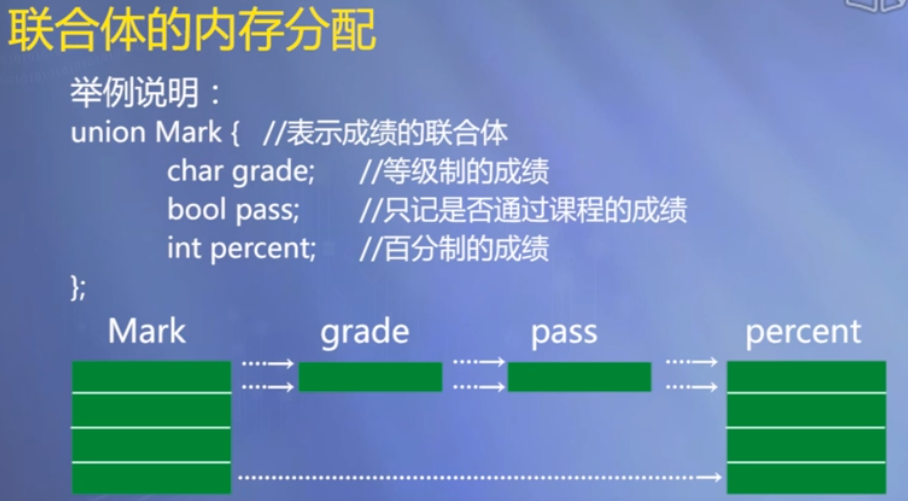 联合体的内存分配
举例说明：
union Mark { //表示成绩的联合体
char grade; //等级制的成绩
bool pass; //只记是否通过课程的成绩
int percent; //百分制的成绩
};
Mark grade pass percent